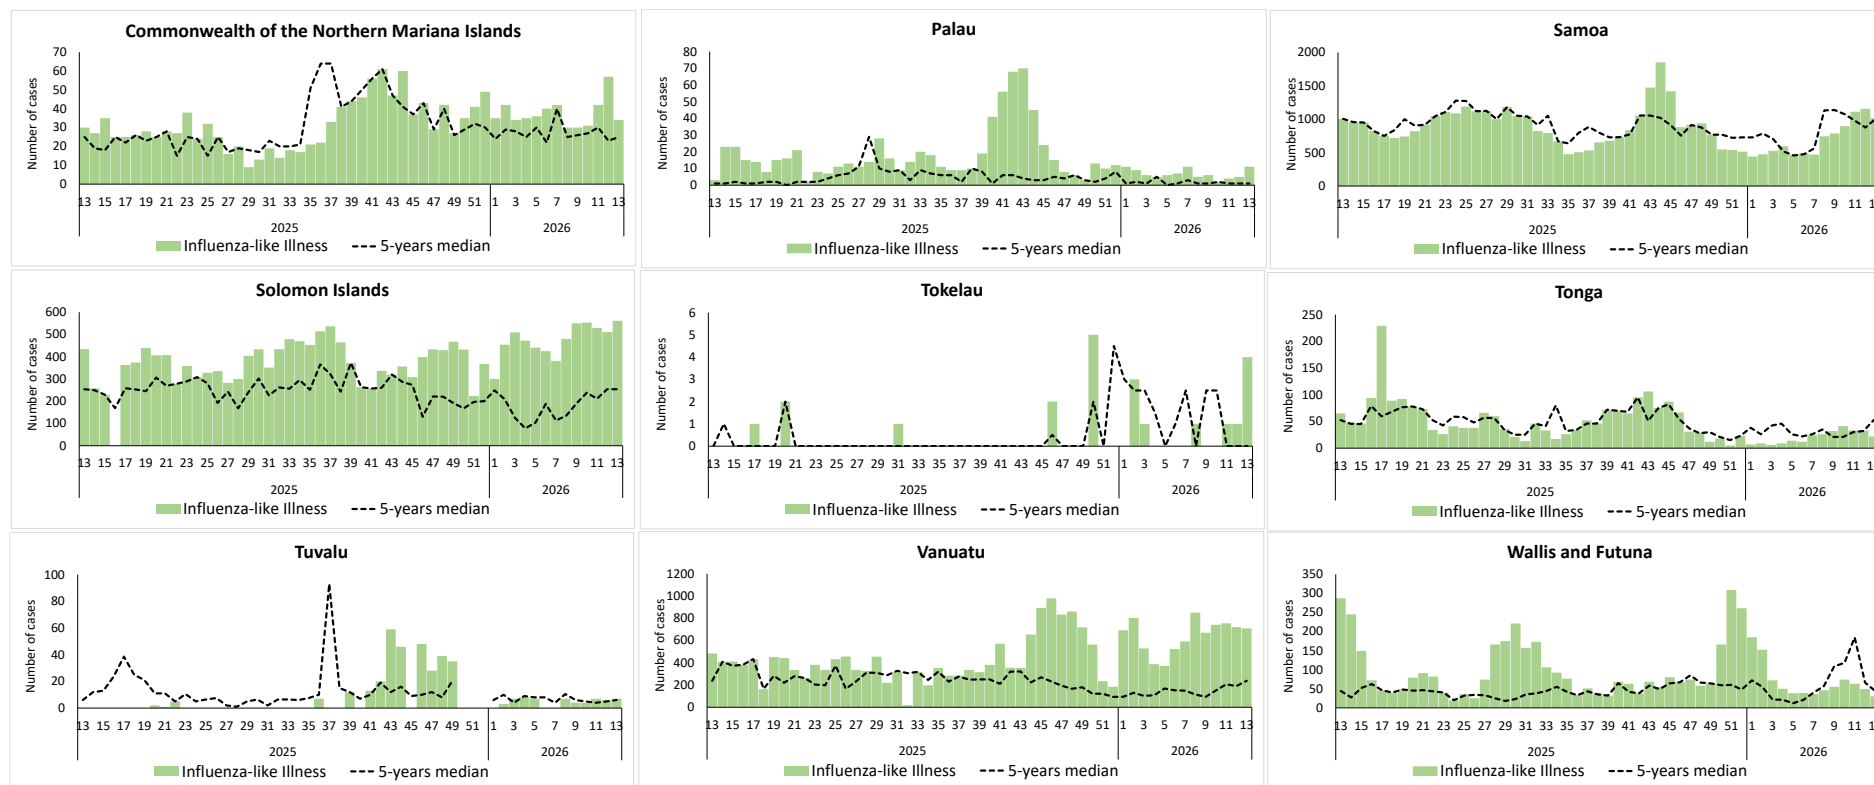 Commonwealth of the Northern Mariana Islands
Number of cases
70
60
50
40
30
20
10
0
13 15 17 19 21 23 25 27 29 31 33 35 37 39 41 43 45 47 49 51 1 3 5 7 9 11 13
2025 2026
Influenza-like Illness 5-years median
Palau
Number of cases
80
70
60
50
40
30
20
10
0
13 15 17 19 21 23 25 27 29 31 33 35 37 39 41 43 45 47 49 51 1 3 5 7 9 11 13
2025 2026
Influenza-like Illness 5-years median
Samoa
Number of cases
2000
1500
1000
500
0
13 15 17 19 21 23 25 27 29 31 33 35 37 39 41 43 45 47 49 51 1 3 5 7 9 11 1
2025 2026
Influenza-like Illness 5-years median
Solomon Islands
Number of cases
600
500
400
300
200
100
0
13 15 17 19 21 23 25 27 29 31 33 35 37 39 41 43 45 47 49 51 1 3 5 7 9 11 13
2025 2026
Influenza-like Illness 5-years median
Tokelau
Number of cases
6
5
4
3
2
1
0
13 15 17 19 21 23 25 27 29 31 33 35 37 39 41 43 45 47 49 51 1 3 5 7 9 11 13
2025 2026
Influenza-like Illness 5-years median
Tonga
Number of cases
250
200
150
100
50
0
13 15 17 19 21 23 25 27 29 31 33 35 37 39 41 43 45 47 49 51 1 3 5 7 9 11 1
2025 2026
Influenza-like Illness 5-years median
Tuvalu
Number of cases
100
80
60
40
20
0
13 15 17 19 21 23 25 27 29 31 33 35 37 39 41 43 45 47 49 51 1 3 5 7 9 11 13
2025 2026
Influenza-like Illness 5-years median
Vanuatu
Number of cases
1200
1000
800
600
400
200
0
13 15 17 19 21 23 25 27 29 31 33 35 37 39 41 43 45 47 49 51 1 3 5 7 9 11 13
2025 2026
Influenza-like Illness 5-years median
Wallis and Futuna
Number of cases
350
300
250
200
150
100
50
0
13 15 17 19 21 23 25 27 29 31 33 35 37 39 41 43 45 47 49 51 1 3 5 7 9 11 1
2025 2026
Influenza-like Illness 5-years median